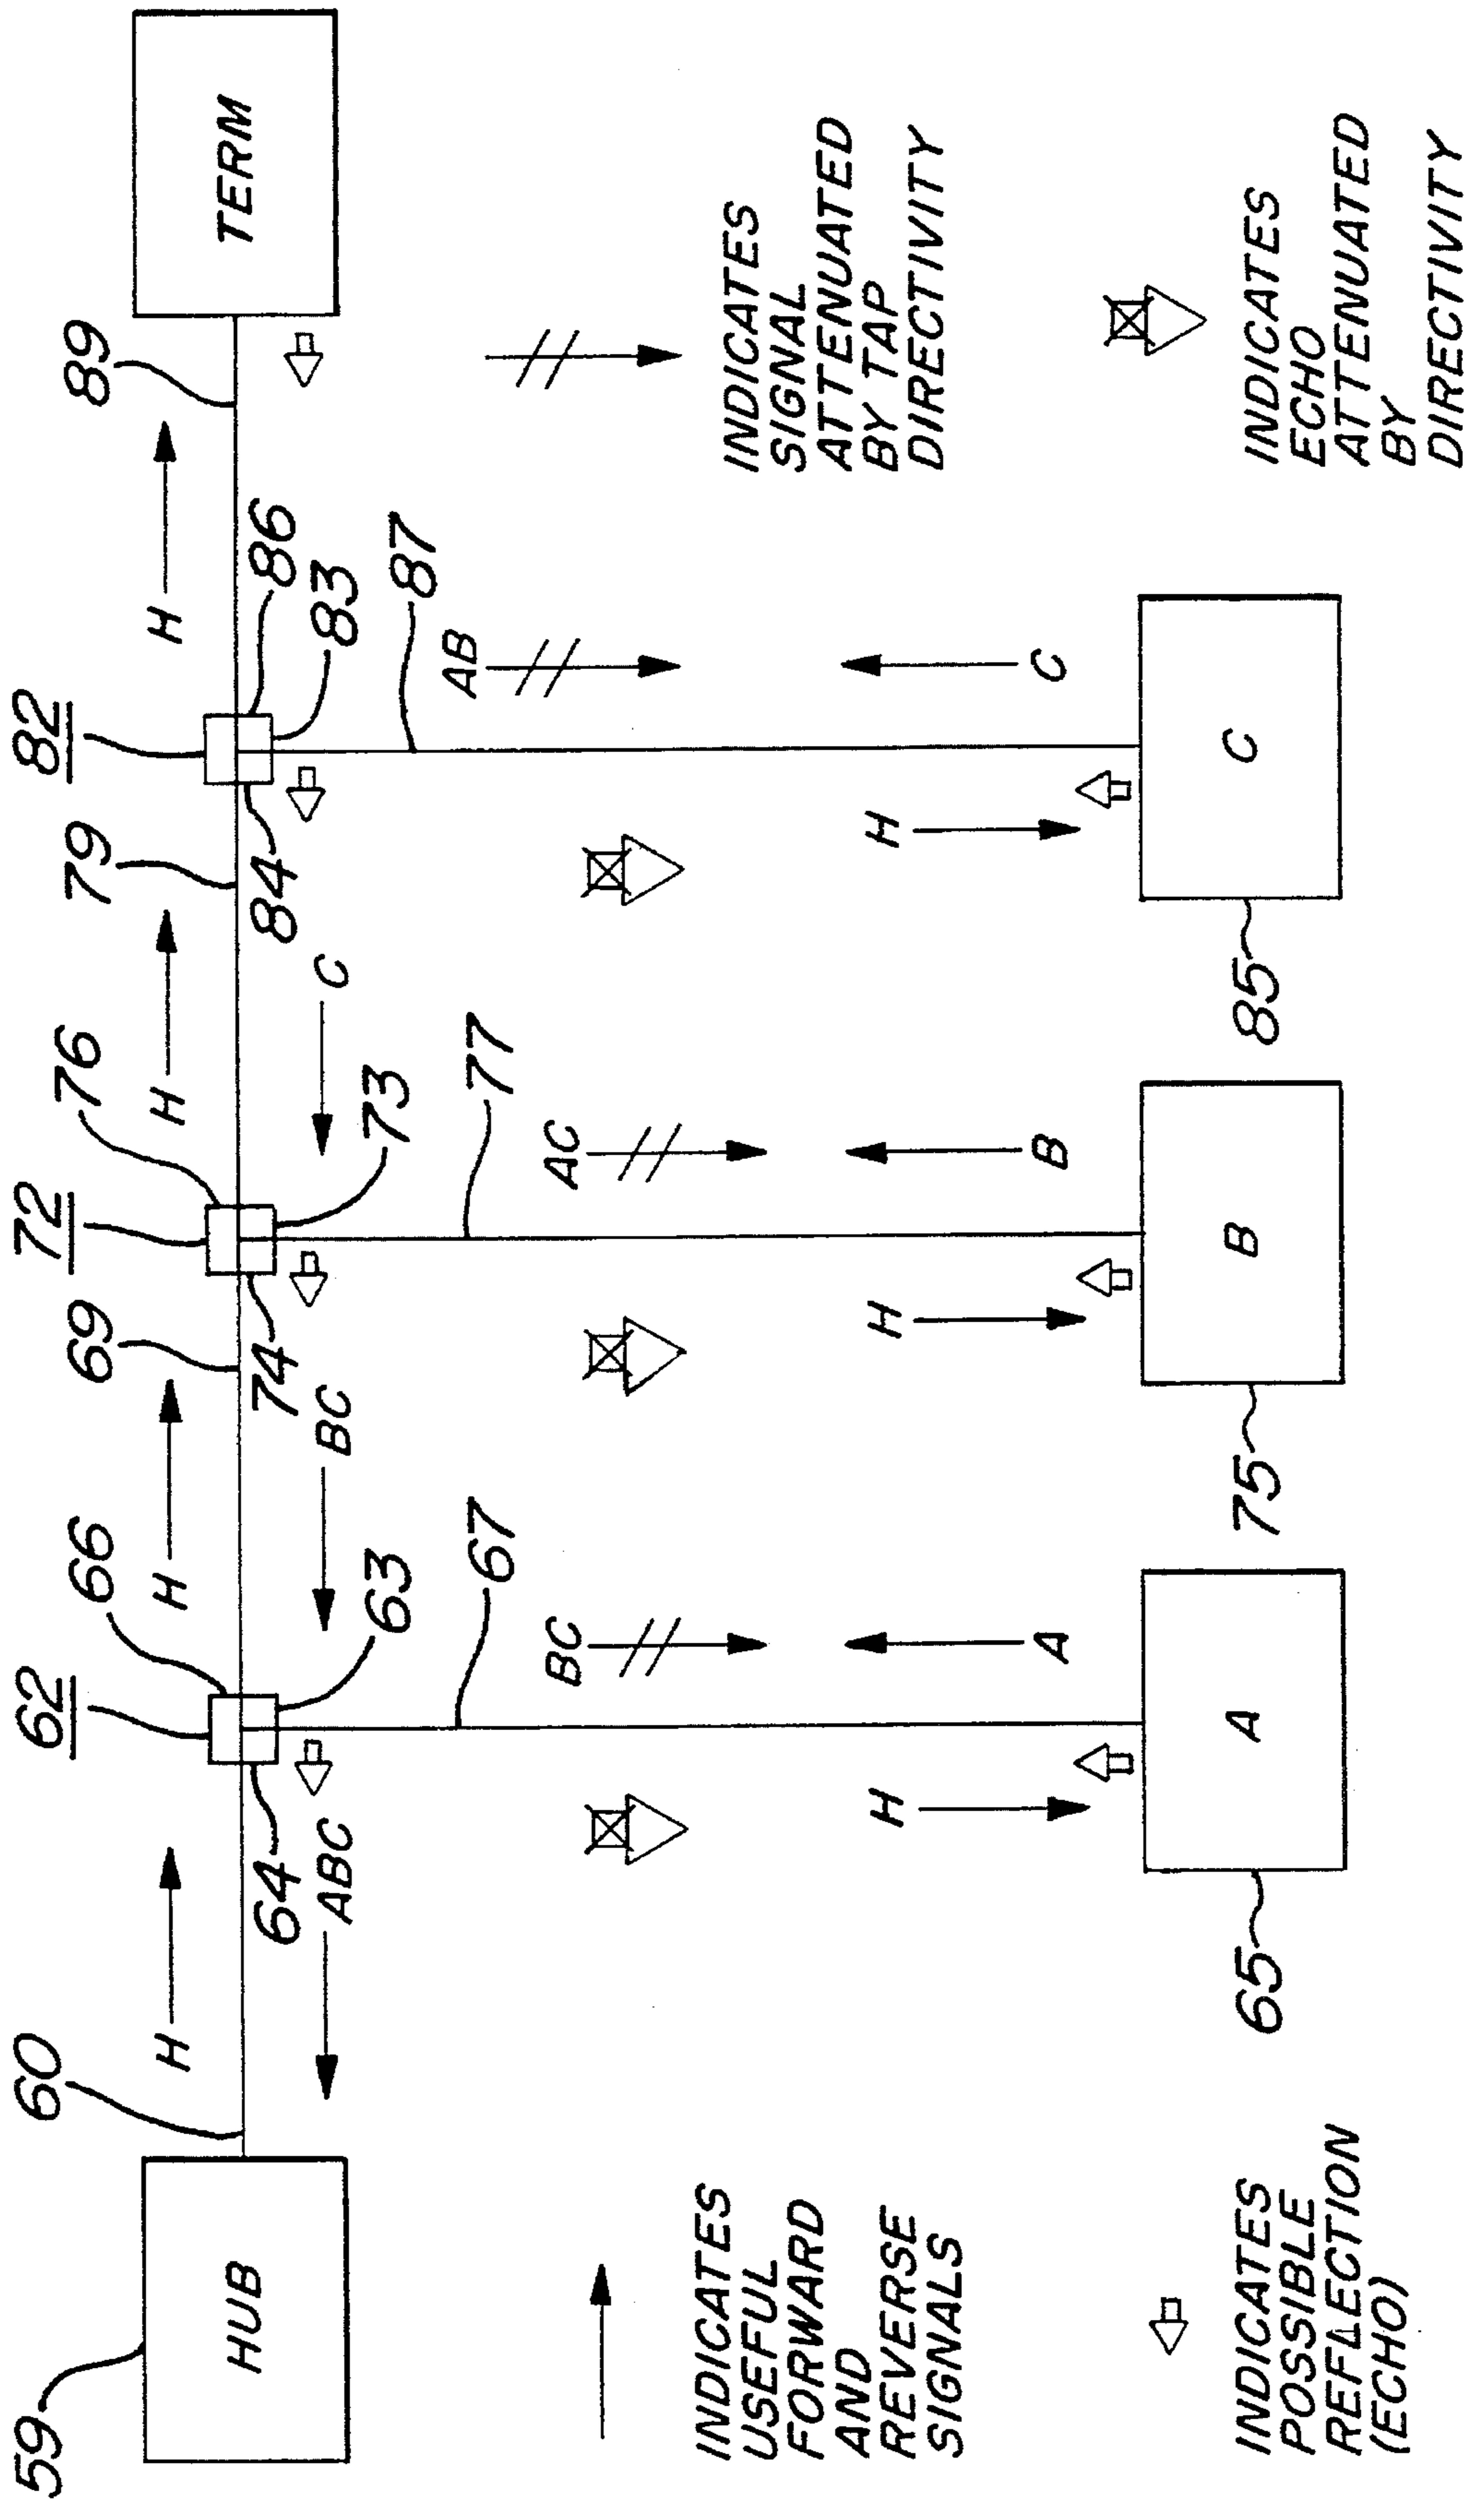 59
60
62
66
69
72
76
79
82
89
HUB
H
H
H
H
TERM
64
ABC
63
BC
74
73
C
84
86
83
67
77
87
BC
AC
AB
H
A
H
B
H
C
A
B
C
65
75
85
INDICATES
USEFUL
FORWARD
AND
REVERSE
SIGNALS
INDICATES
POSSIBLE
REFLECTION
(ECHO)
INDICATES
SIGNAL
ATTENUATED
BY TAP
DIRECTIVITY
INDICATES
ECHO
ATTENUATED
BY
DIRECTIVITY